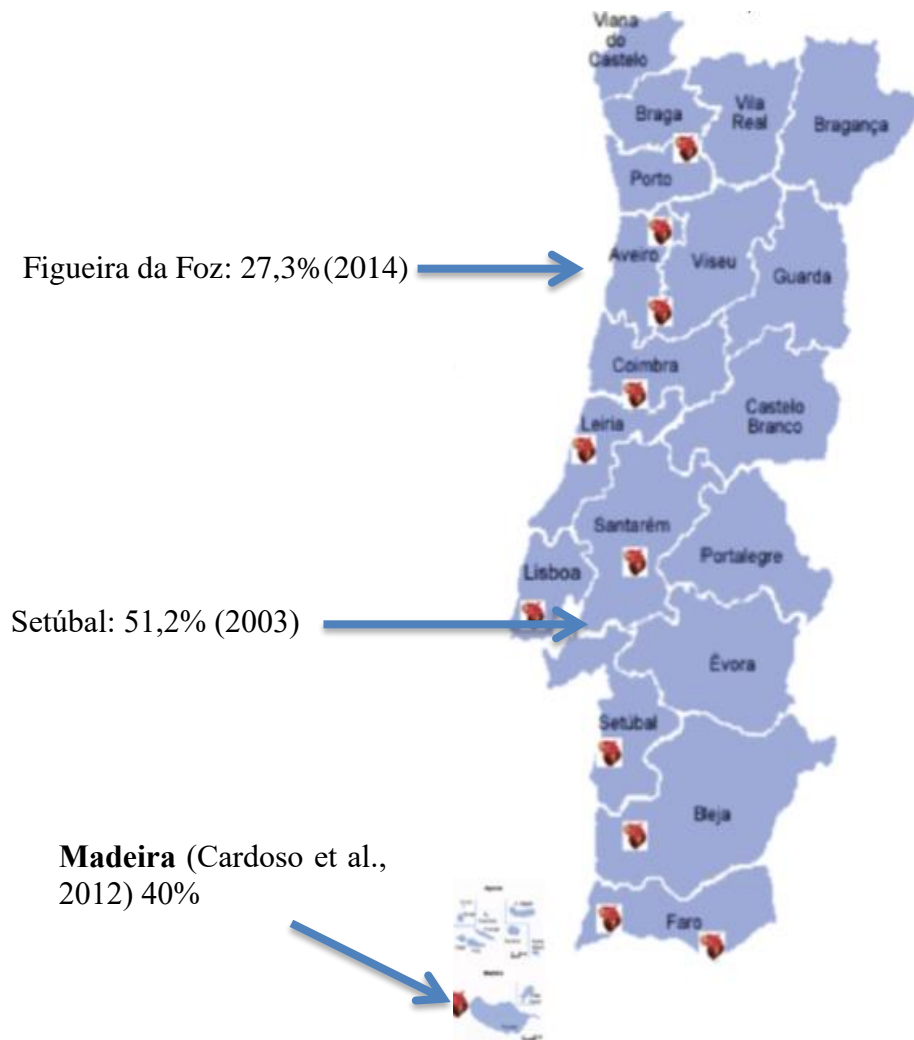 Viana
do
Castelo
Braga
Vila
Real
Bragança
Porto
Figueira da Foz: 27,3% (2014)
Aveiro
Viseu
Guarda
Coimbra
Castelo
Branco
Leiria
Santarém
Portalegre
Lisboa
Setúbal: 51,2% (2003)
Évora
Setúbal
Beja
Madeira (Cardoso et al.,
2012) 40%
Faro